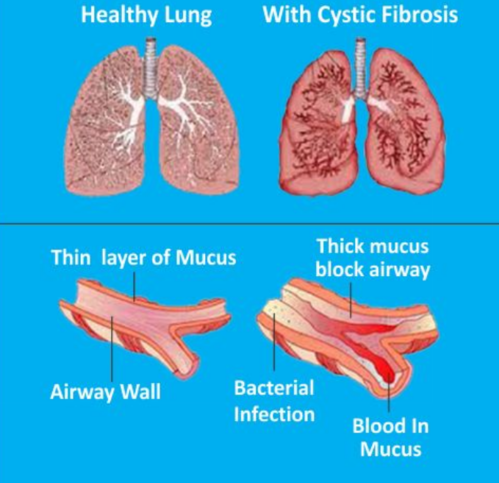 Healthy Lung
With Cystic Fibrosis
Thin layer of Mucus
Thick mucus
block airway
Airway Wall
Bacterial
Infection
Blood In
Mucus